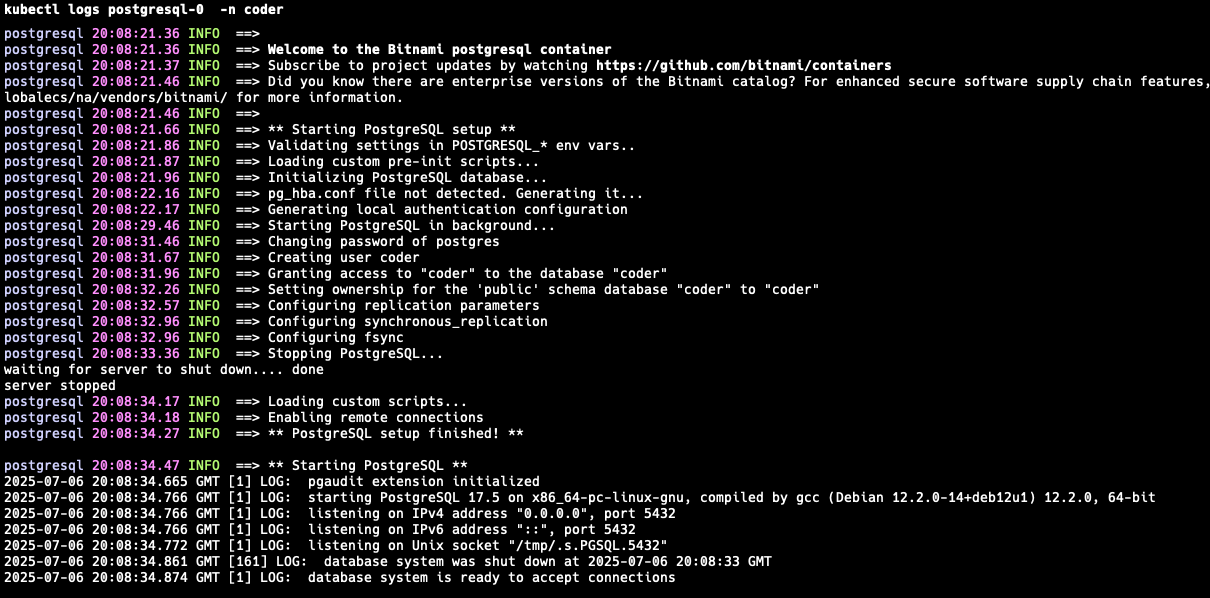 kubectl logs postgresql-0  -n coder
postgresql 20:08:21.36 INFO  ==>
postgresql 20:08:21.36 INFO  ==> Welcome to the Bitnami postgresql container
postgresql 20:08:21.37 INFO  ==> Subscribe to project updates by watching https://github.com/bitnami/containers
postgresql 20:08:21.46 INFO  ==> Did you know there are enterprise versions of the Bitnami catalog? For enhanced secure software supply chain features,
lobalecs/na/vendors/bitnami/ for more information.
postgresql 20:08:21.46 INFO  ==>
postgresql 20:08:21.66 INFO  ==> ** Starting PostgreSQL setup **
postgresql 20:08:21.86 INFO  ==> Validating settings in POSTGRESQL_* env vars..
postgresql 20:08:21.87 INFO  ==> Loading custom pre-init scripts...
postgresql 20:08:21.96 INFO  ==> Initializing PostgreSQL database...
postgresql 20:08:22.16 INFO  ==> pg_hba.conf file not detected. Generating it...
postgresql 20:08:22.17 INFO  ==> Generating local authentication configuration
postgresql 20:08:29.46 INFO  ==> Starting PostgreSQL in background...
postgresql 20:08:31.46 INFO  ==> Changing password of postgres
postgresql 20:08:31.67 INFO  ==> Creating user coder
postgresql 20:08:31.96 INFO  ==> Granting access to "coder" to the database "coder"
postgresql 20:08:32.26 INFO  ==> Setting ownership for the 'public' schema database "coder" to "coder"
postgresql 20:08:32.57 INFO  ==> Configuring replication parameters
postgresql 20:08:32.96 INFO  ==> Configuring synchronous_replication
postgresql 20:08:32.96 INFO  ==> Configuring fsync
postgresql 20:08:33.36 INFO  ==> Stopping PostgreSQL...
waiting for server to shut down.... done
server stopped
postgresql 20:08:34.17 INFO  ==> Loading custom scripts...
postgresql 20:08:34.18 INFO  ==> Enabling remote connections
postgresql 20:08:34.27 INFO  ==> ** PostgreSQL setup finished! **
postgresql 20:08:34.47 INFO  ==> ** Starting PostgreSQL **
2025-07-06 20:08:34.665 GMT [1] LOG:  pgaudit extension initialized
2025-07-06 20:08:34.766 GMT [1] LOG:  starting PostgreSQL 17.5 on x86_64-pc-linux-gnu, compiled by gcc (Debian 12.2.0-14+deb12u1) 12.2.0, 64-bit
2025-07-06 20:08:34.766 GMT [1] LOG:  listening on IPv4 address "0.0.0.0", port 5432
2025-07-06 20:08:34.766 GMT [1] LOG:  listening on IPv6 address "::", port 5432
2025-07-06 20:08:34.772 GMT [1] LOG:  listening on Unix socket "/tmp/.s.PGSQL.5432"
2025-07-06 20:08:34.861 GMT [161] LOG:  database system was shut down at 2025-07-06 20:08:33 GMT
2025-07-06 20:08:34.874 GMT [1] LOG:  database system is ready to accept connections